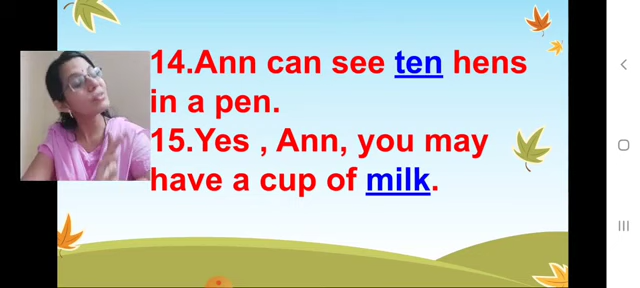 14.Ann can see ten hens
in a pen.
15.Yes , Ann, you may
have a cup of milk.